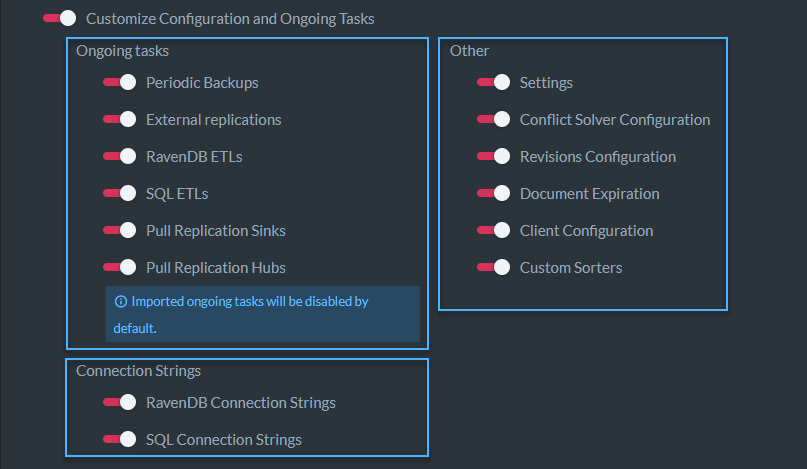 Customize Configuration and Ongoing Tasks
Ongoing tasks
Periodic Backups
External replications
RavenDB ETLs
SQL ETLs
Pull Replication Sinks
Pull Replication Hubs
Imported ongoing tasks will be disabled by
default.
Connection Strings
RavenDB Connection Strings
SQL Connection Strings
Other
Settings
Conflict Solver Configuration
Revisions Configuration
Document Expiration
Client Configuration
Custom Sorters